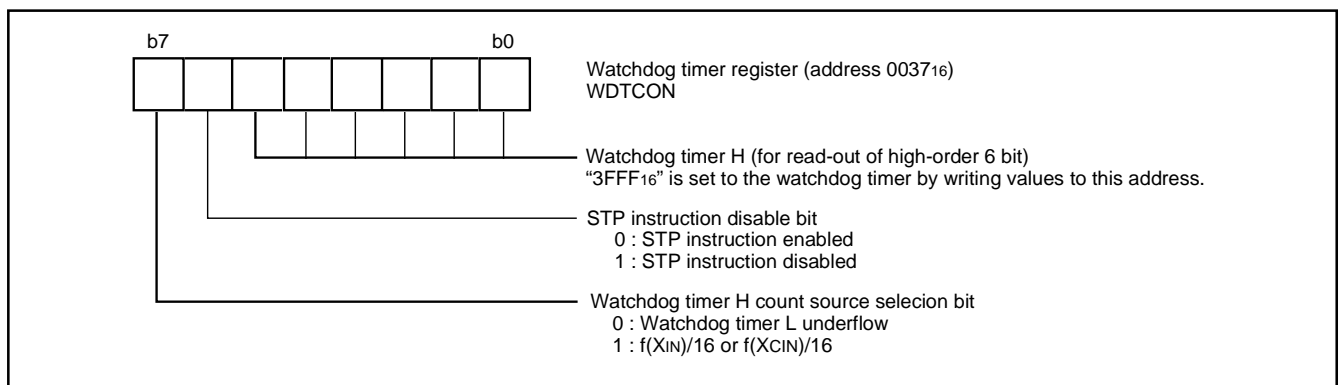 b7 b0
Watchdog timer register (address 003716)
WDTCON
Watchdog timer H (for read-out of high-order 6 bit)
“3FFF16” is set to the watchdog timer by writing values to this address.
STP instruction disable bit
0 : STP instruction enabled
1 : STP instruction disabled
Watchdog timer H count source selecion bit
0 : Watchdog timer L underflow
1 : f(XIN)/16 or f(XCIN)/16